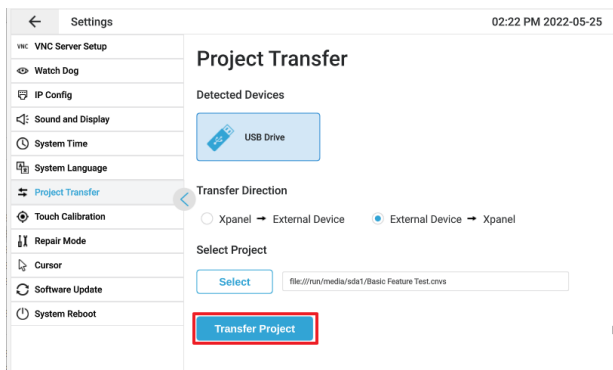 Settings
02:22 PM 2022-05-25
VNC VNC Server Setup
Watch Dog
IP Config
Sound and Display
System Time
System Language
Project Transfer
Touch Calibration
Repair Mode
Cursor
Software Update
System Reboot
Project Transfer
Detected Devices
USB Drive
Transfer Direction
Xpanel → External Device
External Device → Xpanel
Select Project
Select
file:///run/media/sda1/Basic Feature Test.cnvs
Transfer Project